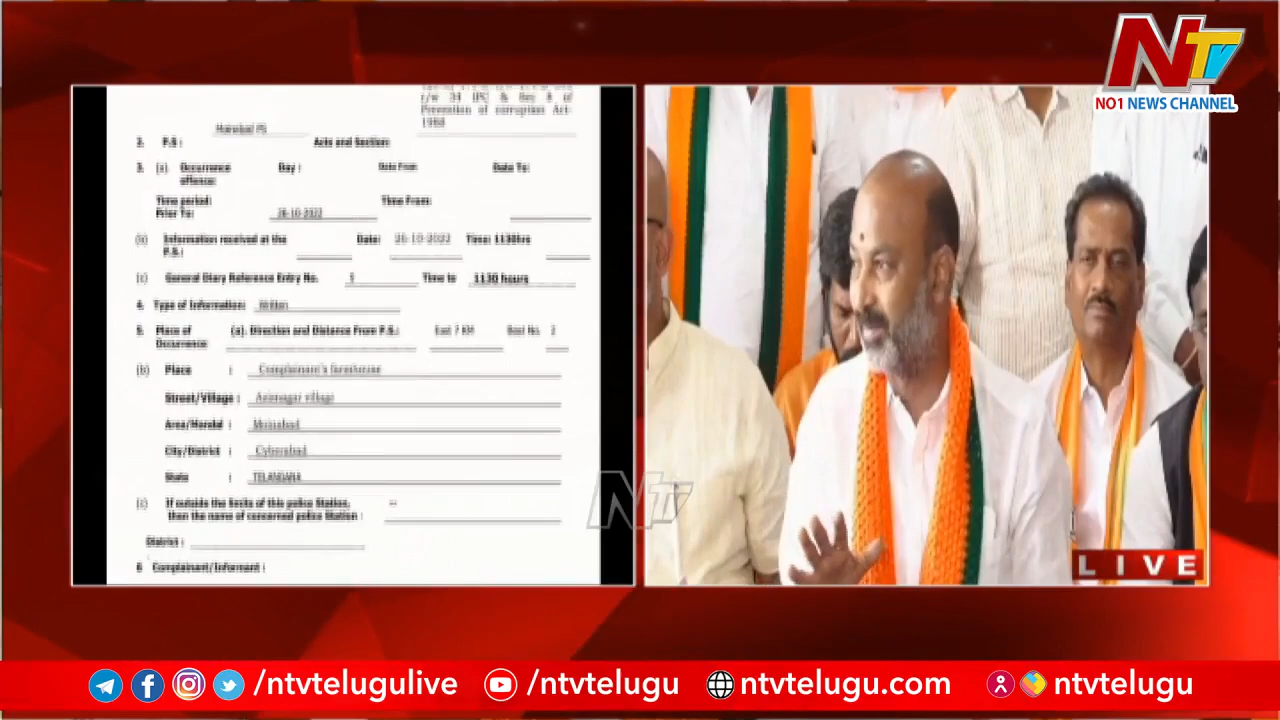 NTV
NO1 NEWS CHANNEL
r/w 34 IPC & Sec 8 of
Prevention of corruption Act-
1988
Moinabad PS
2. P.S : Acts and Section:
3. (a) Occurrence Day : Date From Date To:
offence:
Time period: Time From:
Prior To: 26-10-2022
(b) Information received at the Date: 26-10-2022 Time: 1130hrs
P.S.:
(c) General Diary Reference Entry No. Time to 1130 hours
4. Type of Information: Written
5. Place of (a). Direction and Distance From P.S.: East 7 KM Beat No. 2
Occurrence:
(b) Place : Complainant's farmhouse
Street/Village : Aziznagar village
Area/Mandal : Moinabad
City/District : Cyberabad
State : TELANGANA
(c) If outside the limits of this police Station, --
then the name of concerned police Station :
District :
6 Complainant/Informant :
NTV
LIVE
/ntvtelugulive /ntvtelugu ntvtelugu.com ntvtelugu